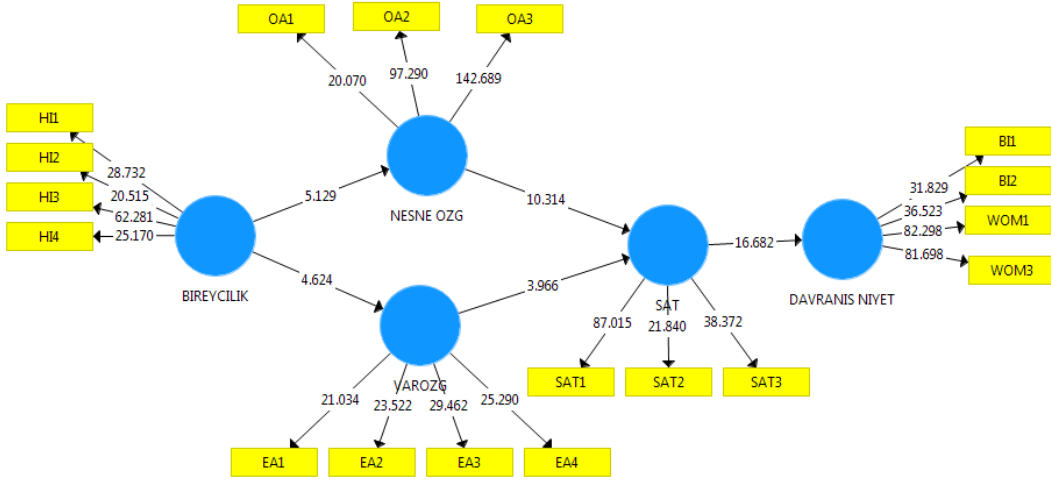 OA1
OA2
OA3
20.070
97.290
142.689
HI1
HI2
HI3
HI4
28.732
20.515
62.281
25.170
BIREYCILIK
5.129
4.624
NESNE OZG
10.314
VAROZG
3.966
21.034
23.522
29.462
25.290
EA1
EA2
EA3
EA4
SAT
16.682
87.015
21.840
38.372
SAT1
SAT2
SAT3
DAVRANIS NIYET
31.829
36.523
82.298
81.698
BI1
BI2
WOM1
WOM3